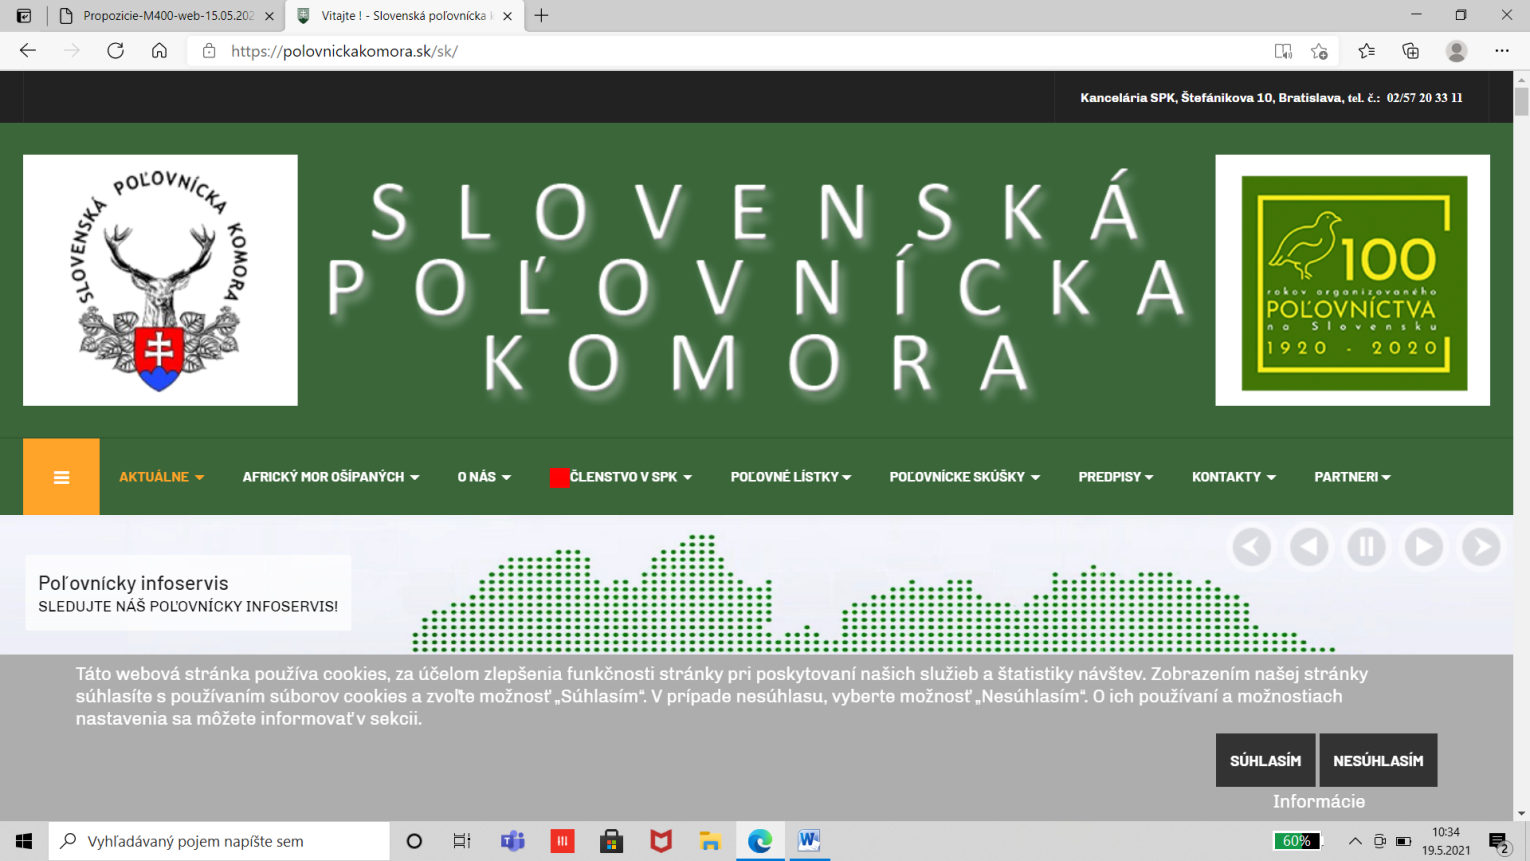 Propozicie-M400-web-15.05.202
Vitajte ! - Slovenská poľovnícka k
https://polovnickakomora.sk/sk/
Kancelária SPK, Štefánikova 10, Bratislava, tel. č.: 02/57 20 33 11
SLOVENSKÁ POĽOVNÍCKA KOMORA
SLOVENSKÁ
POĽOVNÍCKA
KOMORA
100
rokov organizovaného
POĽOVNÍCTVA
na Slovensku
1920 - 2020
AKTUÁLNE AFRICKÝ MOR OŠÍPANÝCH O NÁS ČLENSTVO V SPK POĽOVNÉ LÍSTKY POĽOVNÍCKE SKÚŠKY PREDPISY KONTAKTY PARTNERI
Poľovnícky infoservis
SLEDUJTE NÁŠ POĽOVNÍCKY INFOSERVIS!
Táto webová stránka používa cookies, za účelom zlepšenia funkčnosti stránky pri poskytovaní našich služieb a štatistiky návštev. Zobrazením našej stránky
súhlasíte s používaním súborov cookies a zvoľte možnosť „Súhlasím“. V prípade nesúhlasu, vyberte možnosť „Nesúhlasím“. O ich používaní a možnostiach
nastavenia sa môžete informovať v sekcii.
SÚHLASÍM NESÚHLASÍM
Informácie
Vyhľadávaný pojem napíšte sem
60%
10:34
19.5.2021
2